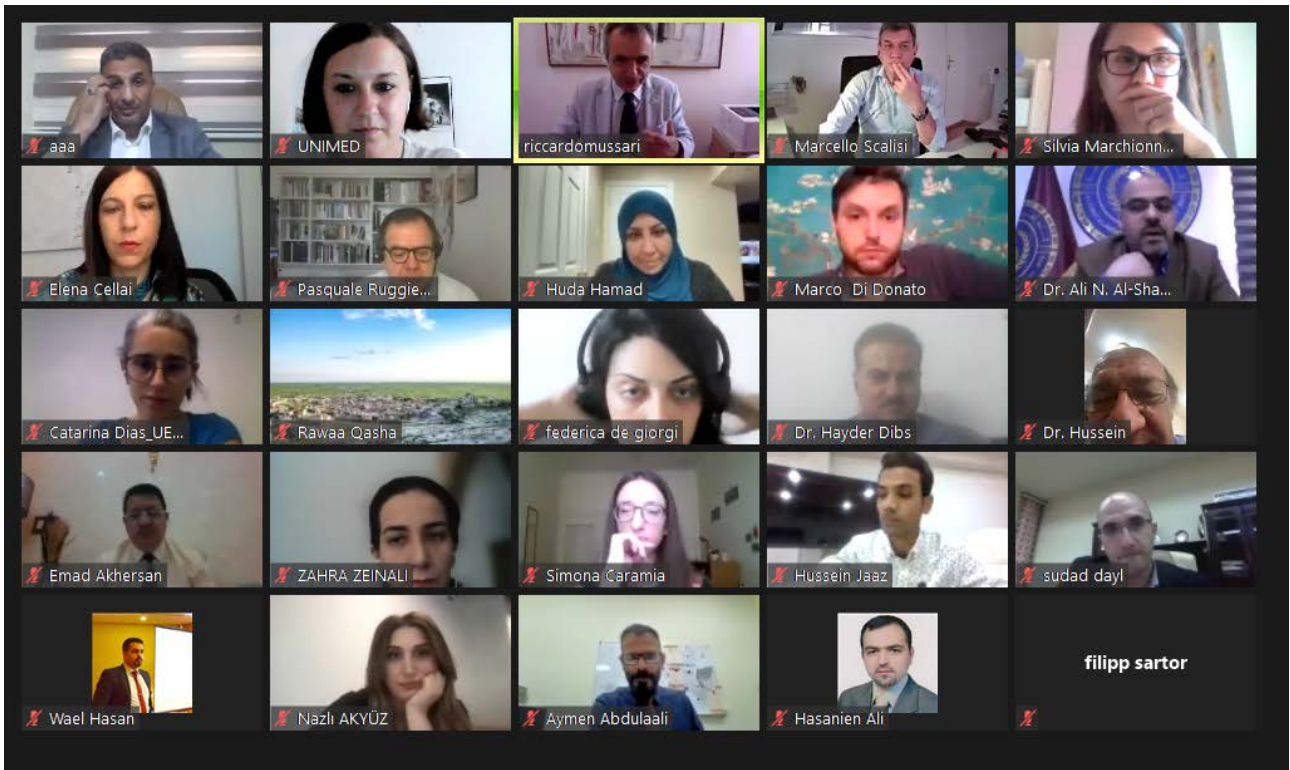 aaa
UNIMED
riccardomussari
Marcello Scalisi
Silvia Marchionn...
Elena Cellai
Pasquale Ruggie...
Huda Hamad
Marco Di Donato
Dr. Ali N. Al-Sha...
Catarina Dias_UE...
Rawaa Qasha
federica de giorgi
Dr. Hayder Dibs
Dr. Hussein
Emad Akhersan
ZAHRA ZEINALI
Simona Caramia
Hussein Jaaz
sudad dayl
Wael Hasan
Nazlı AKYÜZ
Aymen Abdulaali
Hasanien Ali
filipp sartor